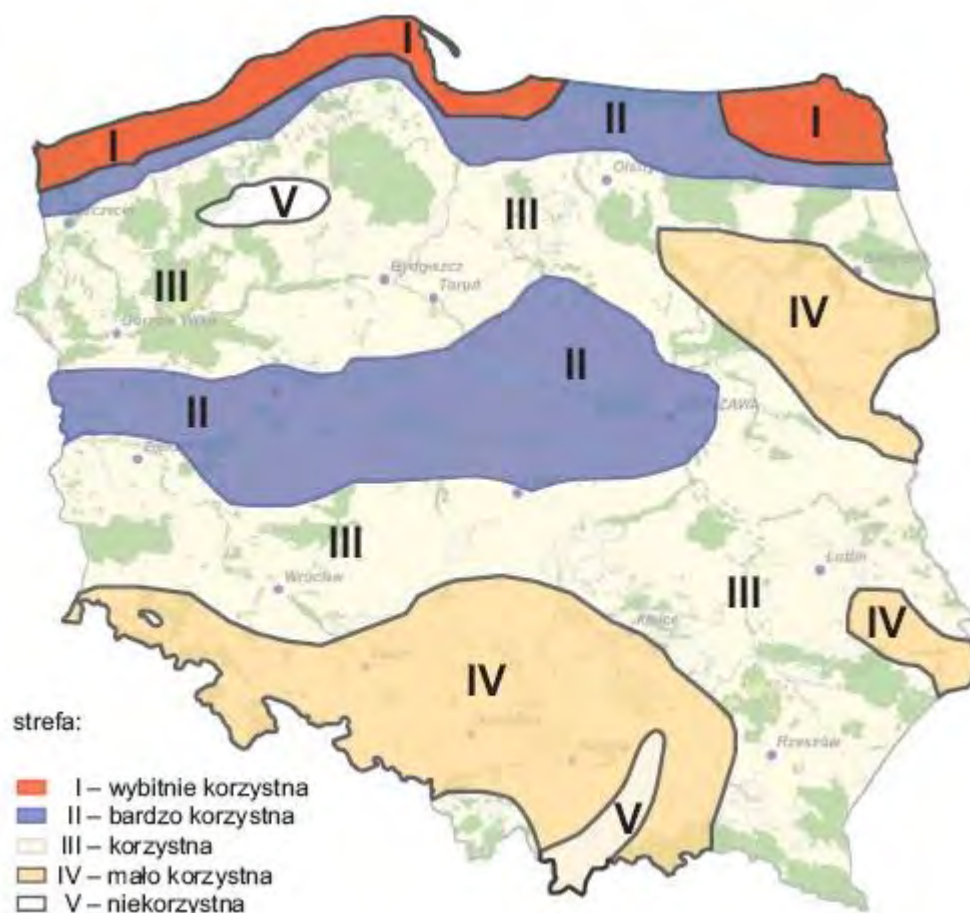 I
I
II
I
Olszt
V
III
III
Bydgoszcz
Toruń
IV
II
II
III
Wrocław
Lublin
III
IV
Kielce
IV
Rzeszów
V
strefa:
I – wybitnie korzystna
II – bardzo korzystna
III – korzystna
IV – mało korzystna
V – niekorzystna